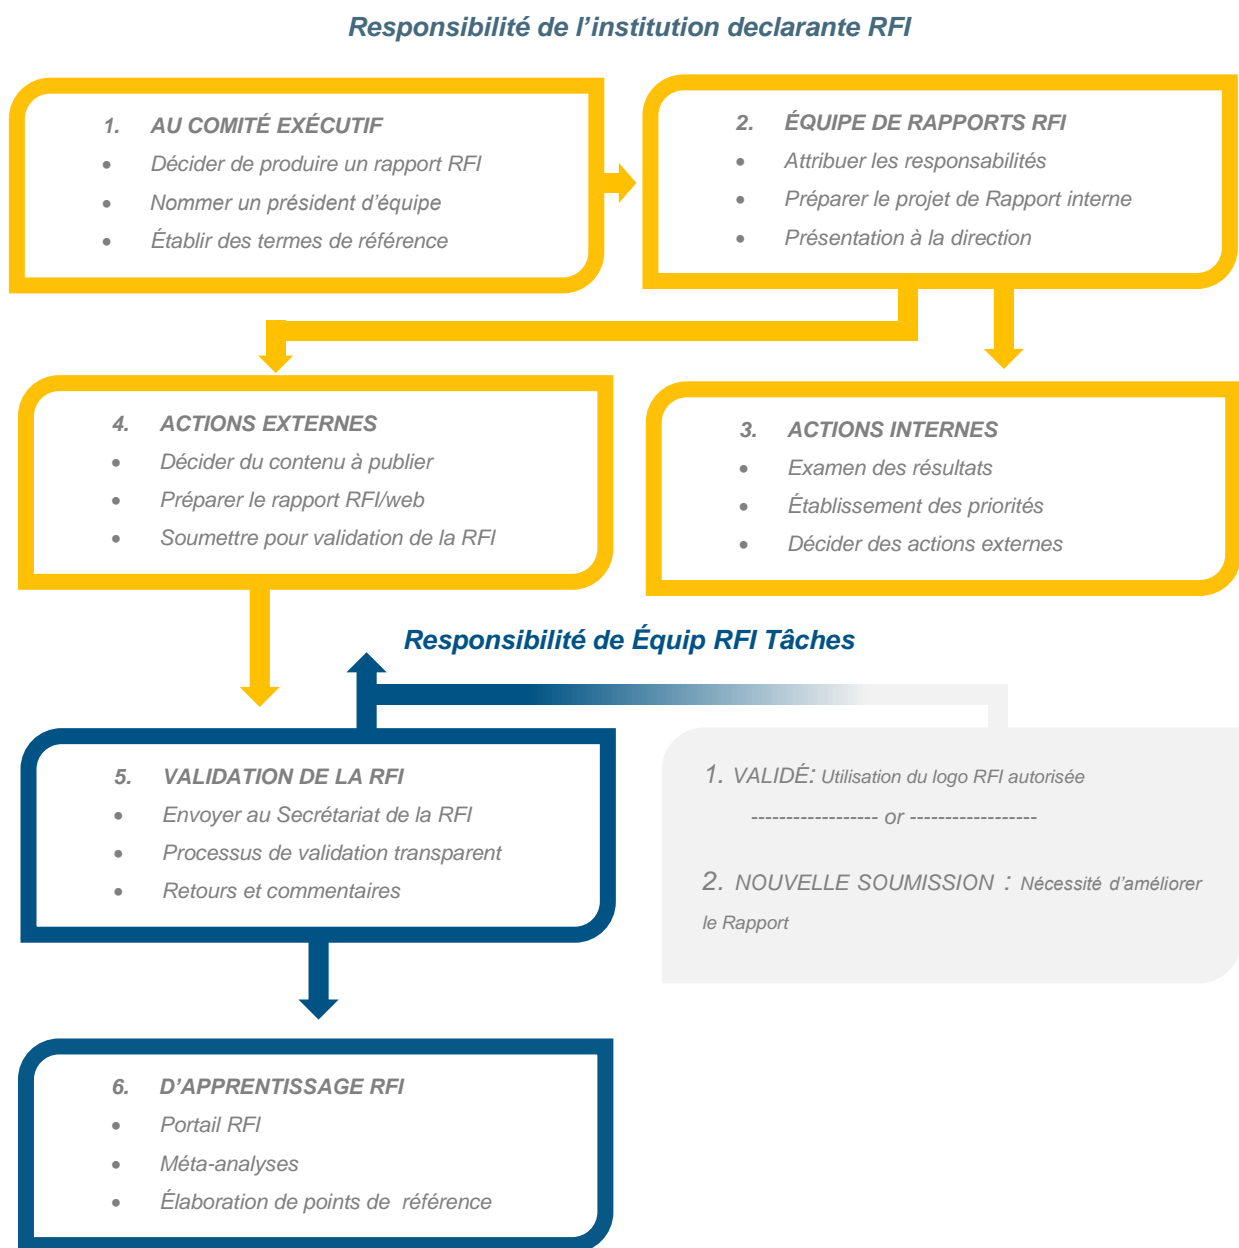 Responsibilité de l'institution declarante RFI
1. AU COMITÉ EXÉCUTIF
• Décider de produire un rapport RFI
• Nommer un président d'équipe
• Établir des termes de référence
2. ÉQUIPE DE RAPPORTS RFI
• Attribuer les responsabilités
• Préparer le projet de Rapport interne
• Présentation à la direction
4. ACTIONS EXTERNES
• Décider du contenu à publier
• Préparer le rapport RFI/web
• Soumettre pour validation de la RFI
3. ACTIONS INTERNES
• Examen des résultats
• Établissement des priorités
• Décider des actions externes
Responsibilité de Équip RFI Tâches
5. VALIDATION DE LA RFI
• Envoyer au Secrétariat de la RFI
• Processus de validation transparent
• Retours et commentaires
1. VALIDÉ: Utilisation du logo RFI autorisée
------------------ or ------------------
2. NOUVELLE SOUMISSION : Nécessité d'améliorer
le Rapport
6. D'APPRENTISSAGE RFI
• Portail RFI
• Méta-analyses
• Élaboration de points de référence